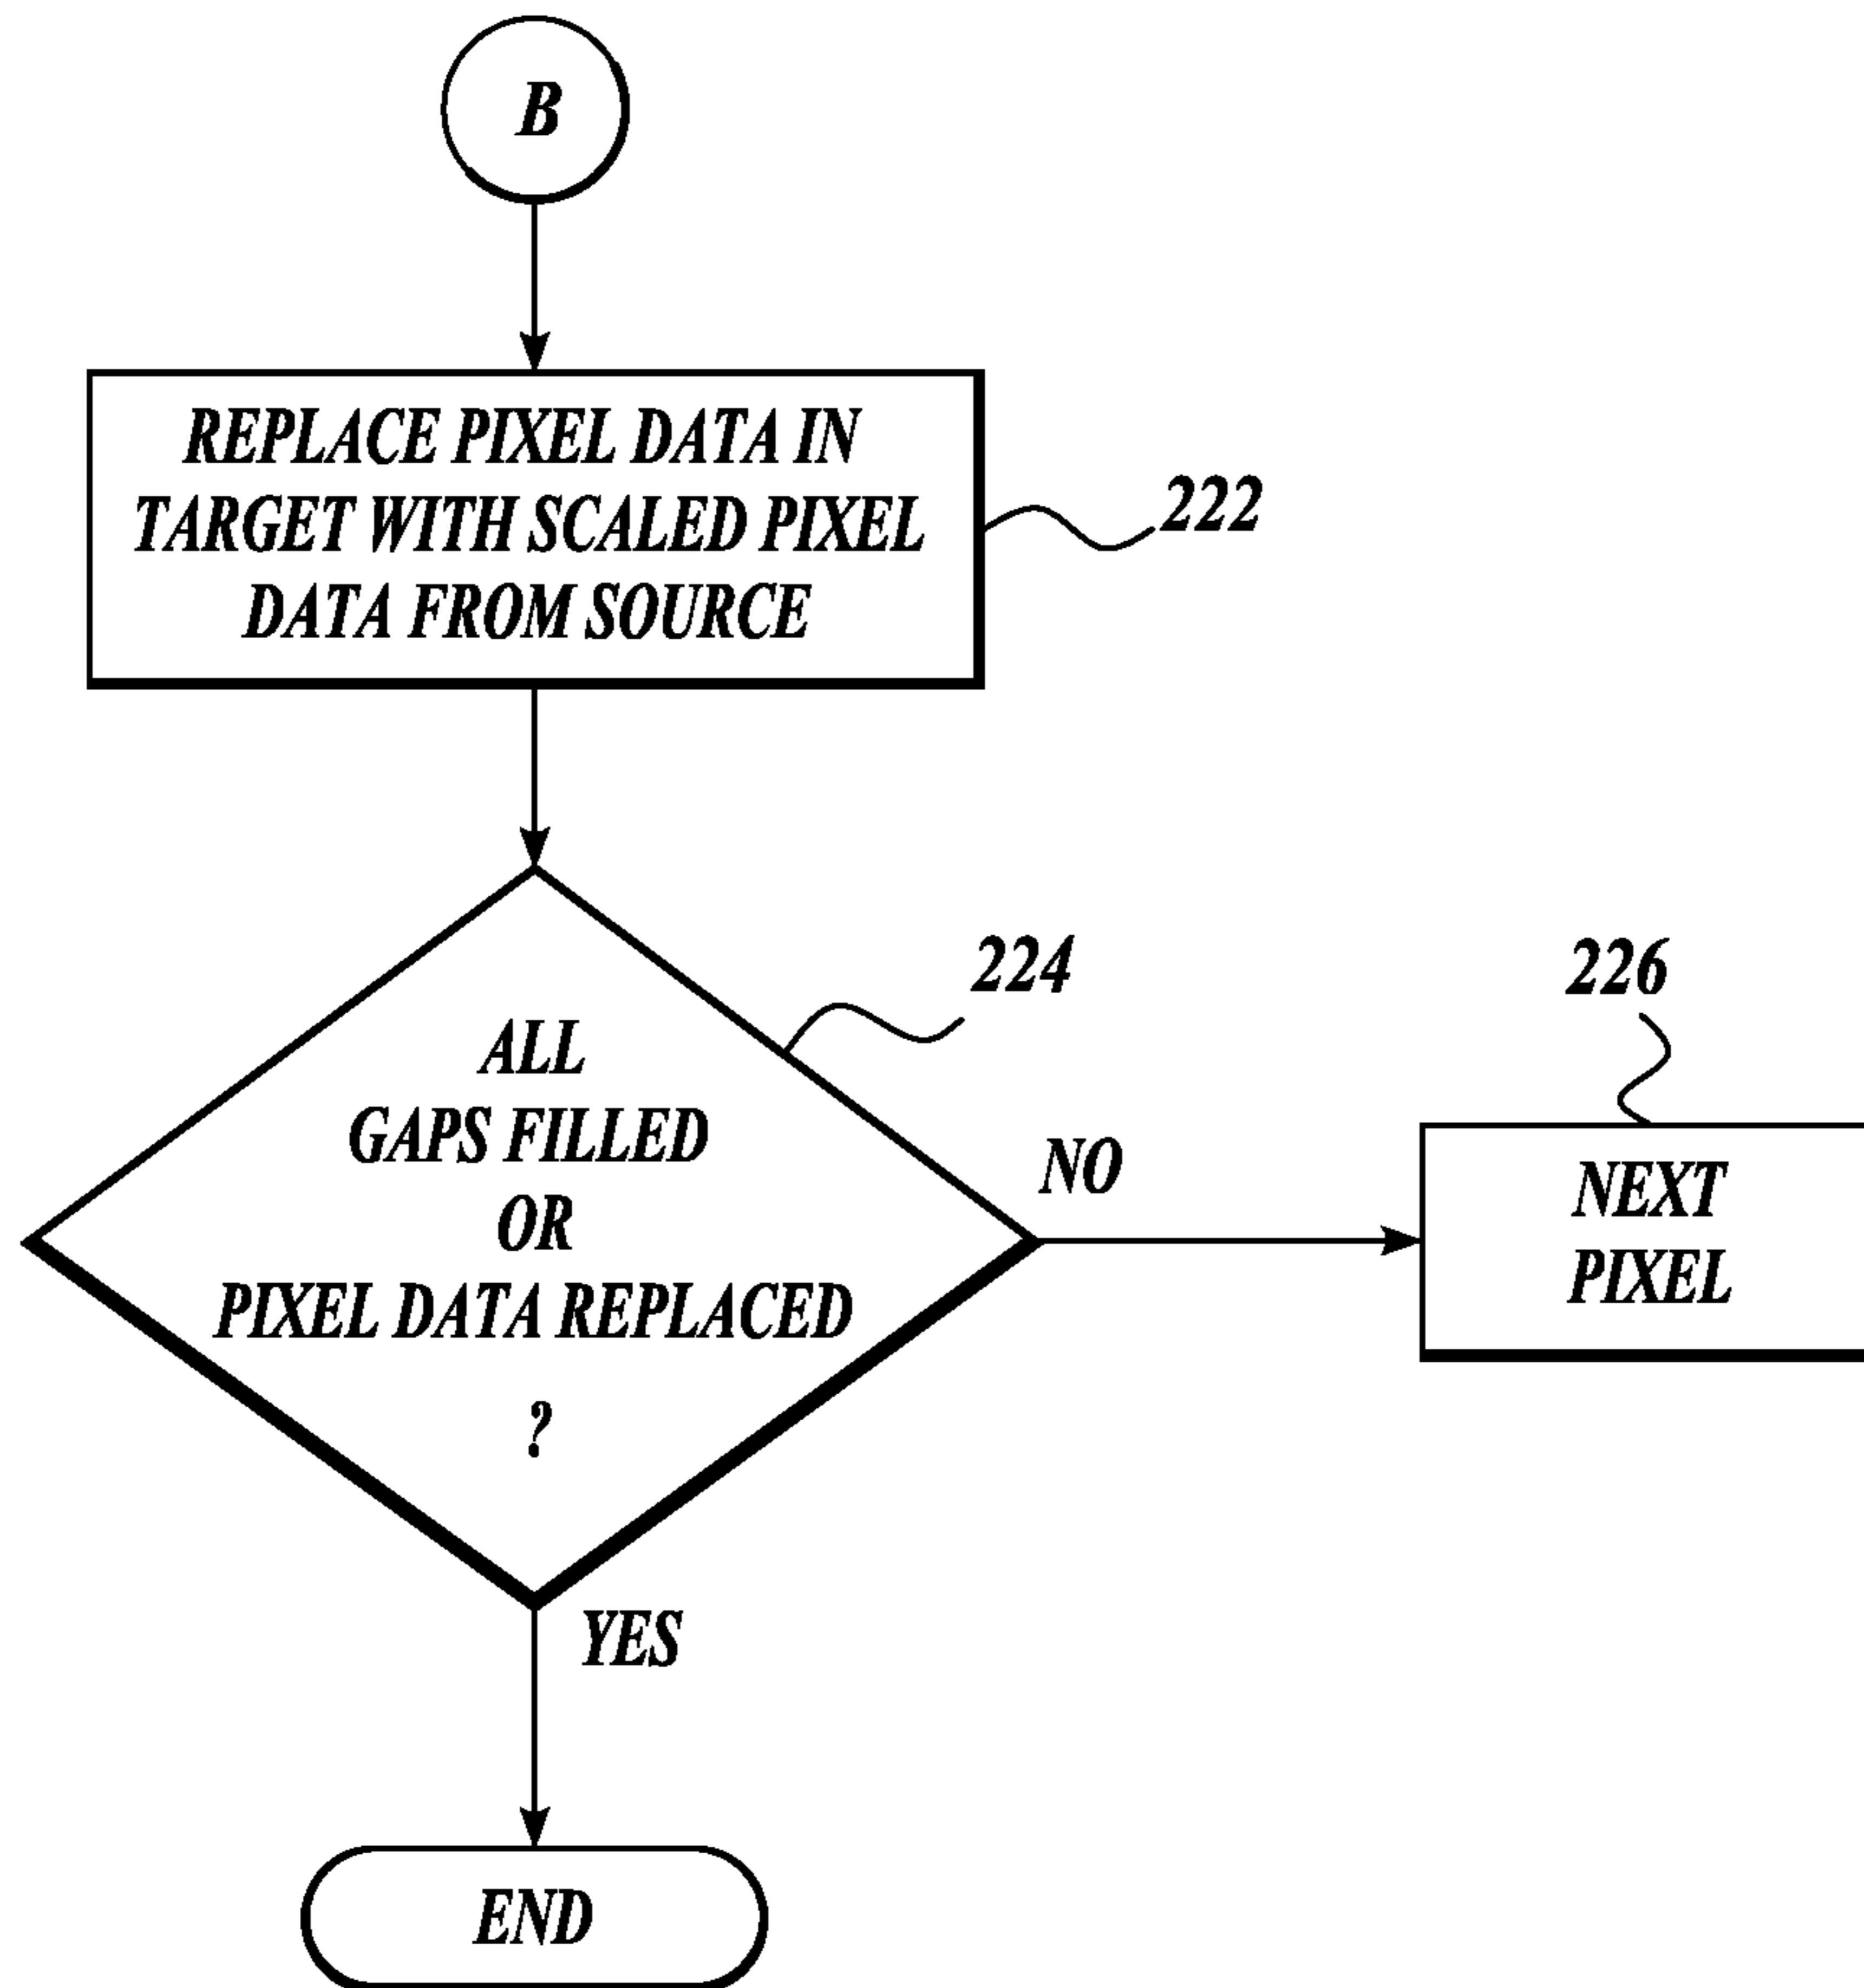 B
REPLACE PIXEL DATA IN
TARGET WITH SCALED PIXEL
DATA FROM SOURCE
222
224
226
ALL
GAPS FILLED
OR
PIXEL DATA REPLACED
?
NO
NEXT
PIXEL
YES
END